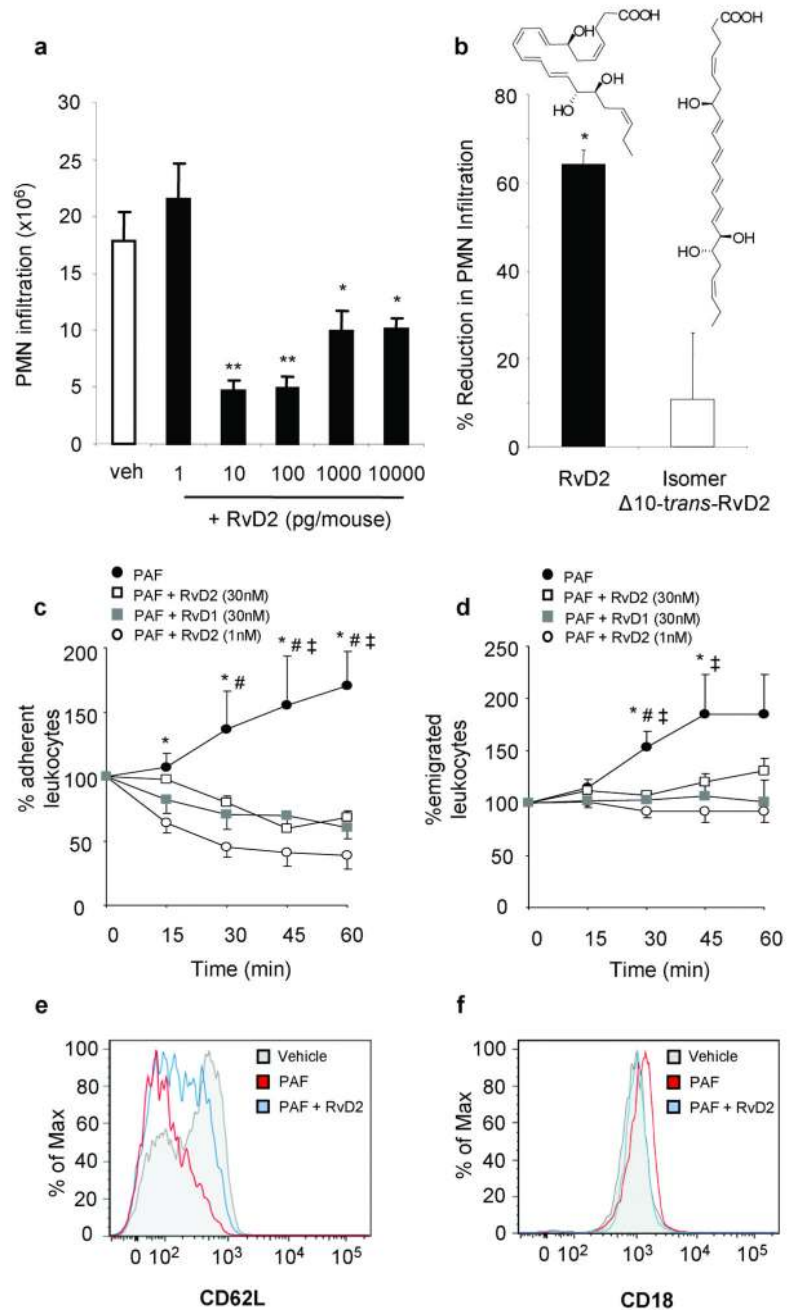 a
PMN infiltration (x10⁶)
30
25
20
15
10
5
0
**
**
*
*
veh
1
10
100
1000
10000
+ RvD2 (pg/mouse)
b
COOH
OH
OH
HO
COOH
HO
OH
HO
% Reduction in PMN Infiltration
80
60
40
20
0
*
RvD2
Isomer
Δ10-trans-RvD2
c
PAF
PAF + RvD2 (30nM)
PAF + RvD1 (30nM)
PAF + RvD2 (1nM)
% adherent
leukocytes
200
150
100
50
0
*
* #
* # ‡
* # ‡
0 15 30 45 60
Time (min)
d
PAF
PAF + RvD2 (30nM)
PAF + RvD1 (30nM)
PAF + RvD2 (1nM)
%emigrated
leukocytes
250
200
150
100
50
0
* # ‡
* ‡
0 15 30 45 60
Time (min)
e
% of Max
100
80
60
40
20
0
Vehicle
PAF
PAF + RvD2
0 10² 10³ 10⁴ 10⁵
CD62L
f
% of Max
100
80
60
40
20
0
Vehicle
PAF
PAF + RvD2
0 10² 10³ 10⁴ 10⁵
CD18